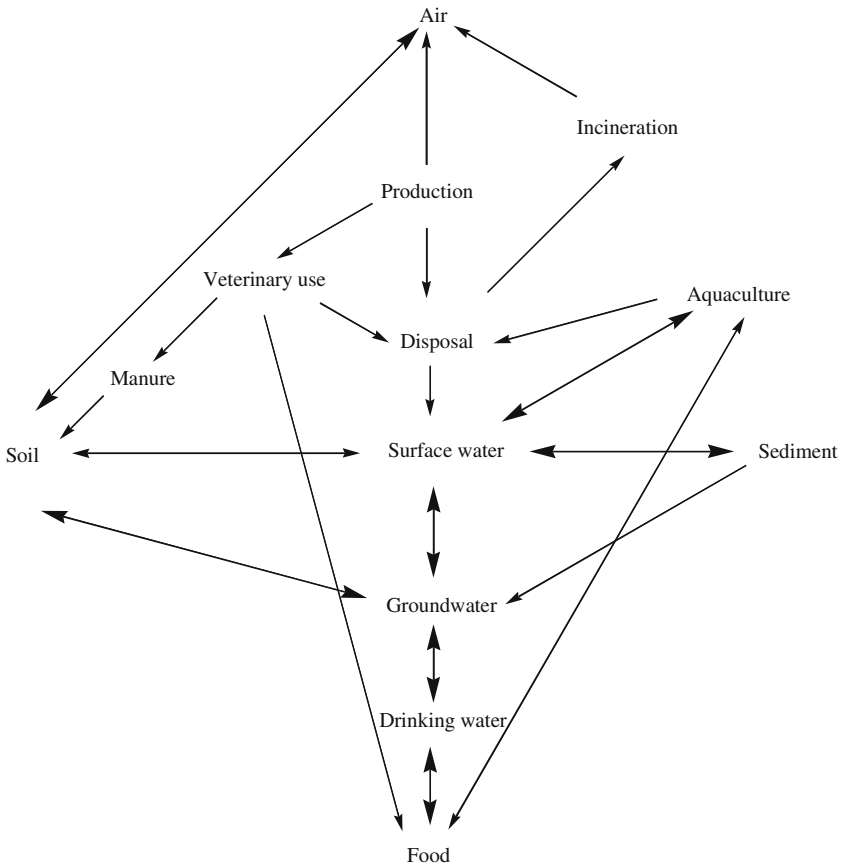 Air
Incineration
Production
Veterinary use
Aquaculture
Disposal
Manure
Soil
Surface water
Sediment
Groundwater
Drinking water
Food